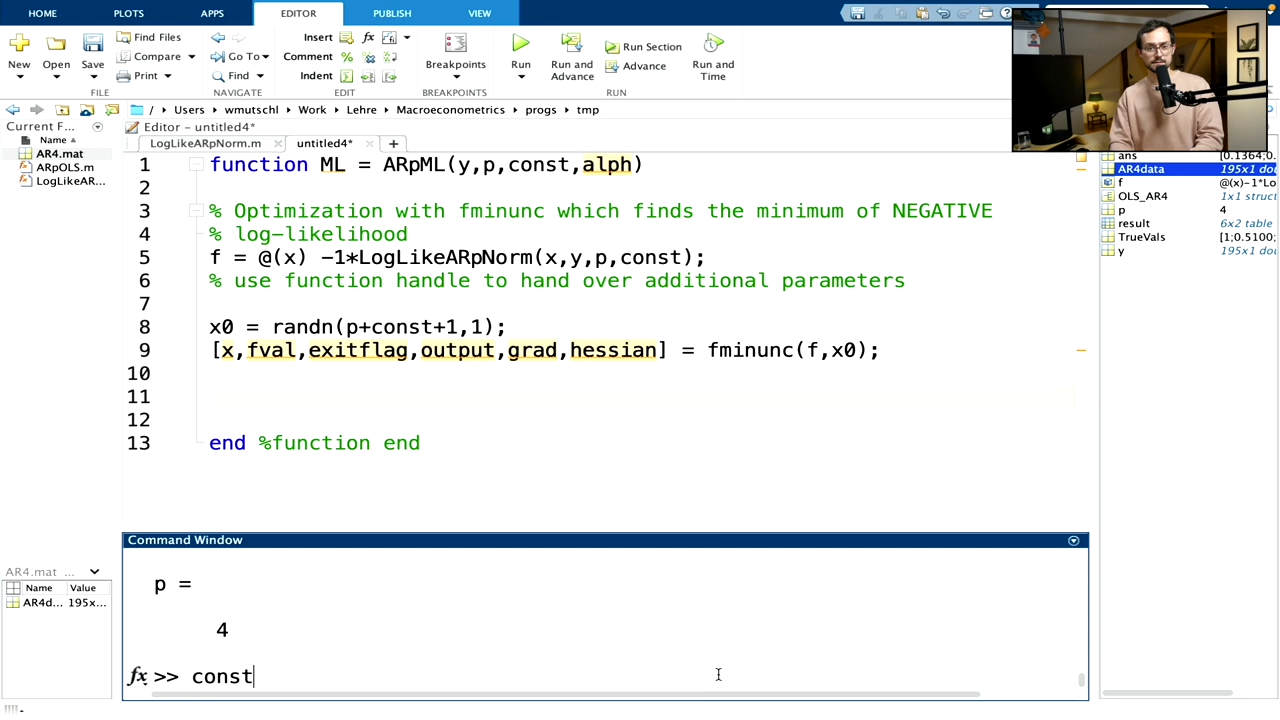 HOME PLOTS APPS EDITOR PUBLISH VIEW
New Open Save
Find Files
Compare
Print
FILE
Go To
Find
NAVIGATE
Insert
Comment
Indent
EDIT
Breakpoints
BREAKPOINTS
Run
Run and Advance
Run Section
Advance
Run and Time
RUN
/ Users wmutschl Work Lehre Macroeconometrics progs tmp
Current F...
Name
AR4.mat
ARpOLS.m
LogLikeAR...
Editor – untitled4*
LogLikeARpNorm.m untitled4*
1 function ML = ARpML(y,p,const,alph)
2
3 % Optimization with fminunc which finds the minimum of NEGATIVE
4 % log-likelihood
5 f = @(x) -1*LogLikeARpNorm(x,y,p,const);
6 % use function handle to hand over additional parameters
7
8 x0 = randn(p+const+1,1);
9 [x,fval,exitflag,output,grad,hessian] = fminunc(f,x0);
10
11
12
13 end %function end
Command Window
p =
4
fx >> const
AR4.mat ...
Name Value
AR4d... 195x...
ans [0.1364;0.
AR4data 195x1 dou
f @(x)-1*Lo
OLS_AR4 1x1 struct
p 4
result 6x2 table
TrueVals [1;0.5100;
y 195x1 dou